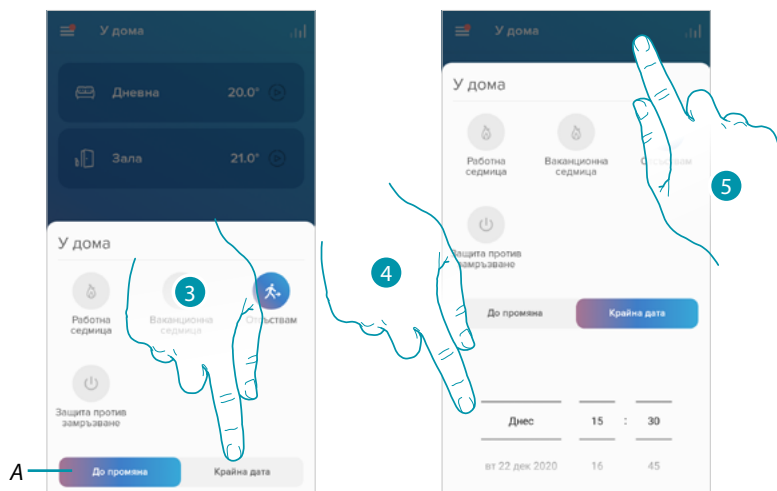 У дома
Дневна 20.0°
Зала 21.0°
У дома
3
Работна
седмица
Ваканционна
седмица
Отсъствам
Защита против
замръзване
A
До промяна
Крайна дата
У дома
У дома
Работна
седмица
Ваканционна
седмица
5
4
Защита против
замръзване
До промяна
Крайна дата
Днес 15 : 30
вт 22 дек 2020 16 45